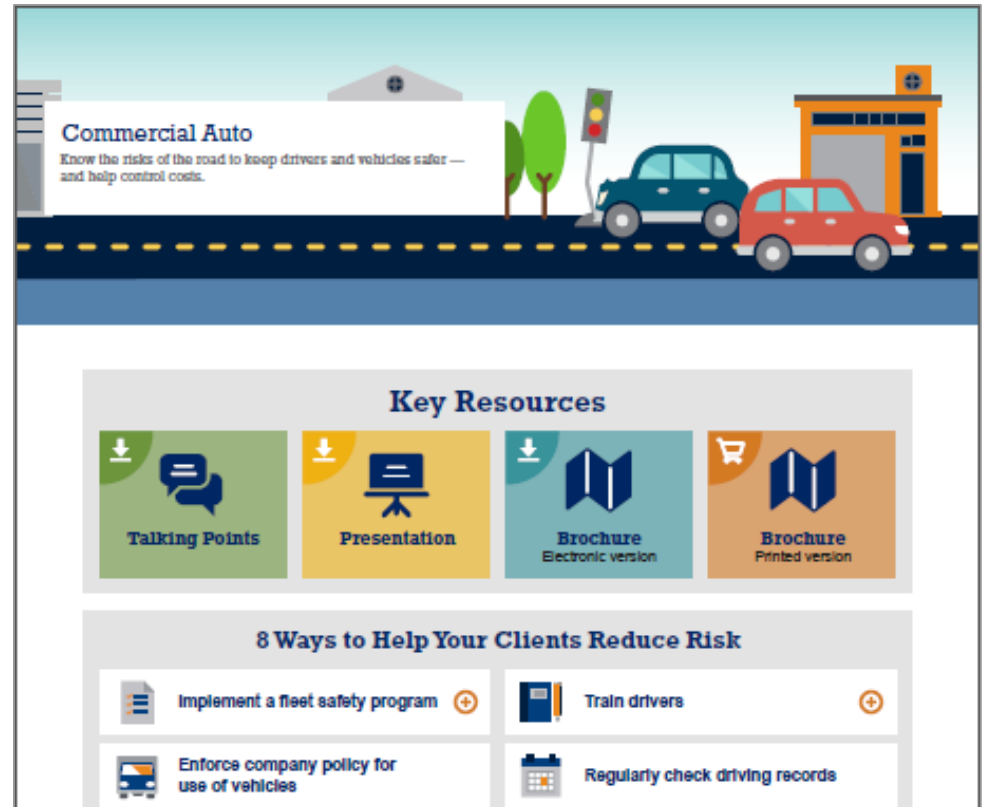 Commercial Auto
Know the risks of the road to keep drivers and vehicles safer —
and help control costs.
Key Resources
Talking Points
Presentation
Brochure
Electronic version
Brochure
Printed version
8 Ways to Help Your Clients Reduce Risk
Implement a fleet safety program
Train drivers
Enforce company policy for
use of vehicles
Regularly check driving records